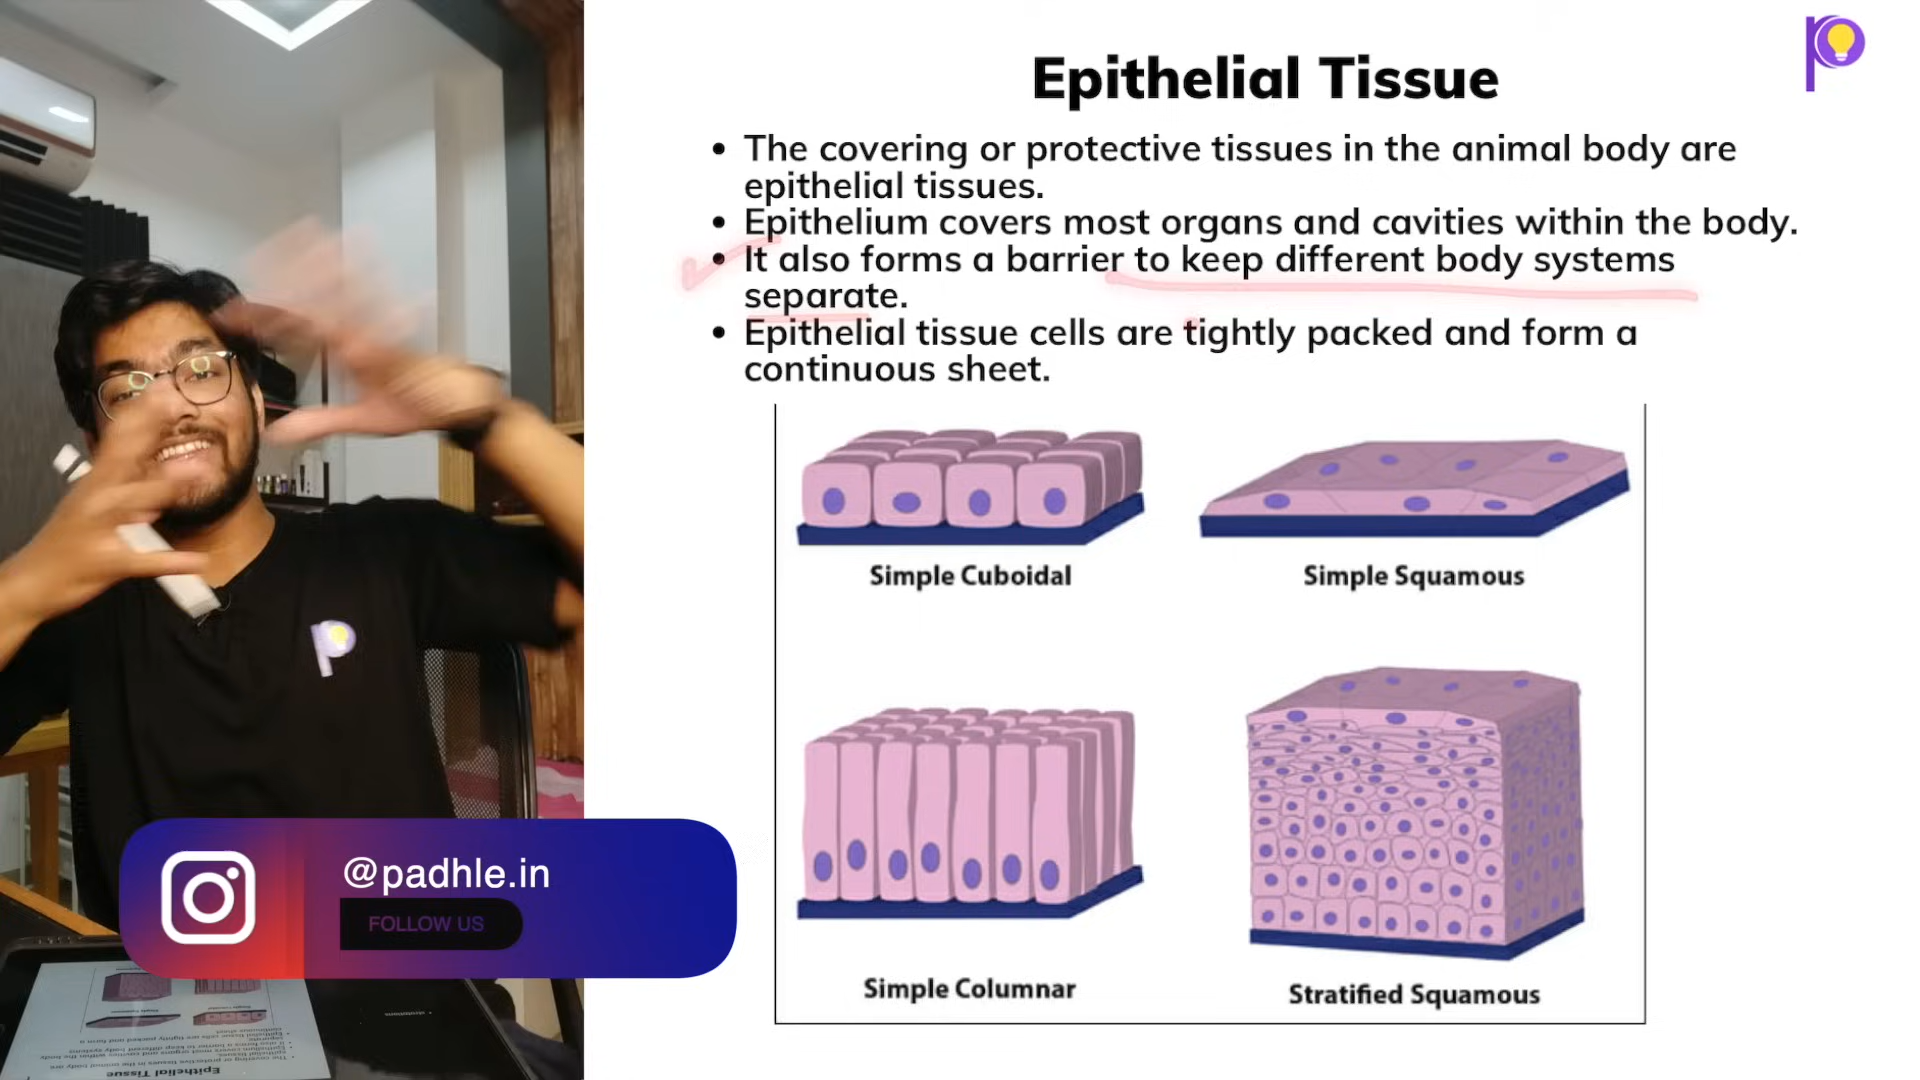 Epithelial Tissue
• The covering or protective tissues in the animal body are
epithelial tissues.
• Epithelium covers most organs and cavities within the body.
• It also forms a barrier to keep different body systems
separate.
• Epithelial tissue cells are tightly packed and form a
continuous sheet.
Simple Cuboidal
Simple Squamous
Simple Columnar
Stratified Squamous
@padhle.in
FOLLOW US
Epithelial Tissue